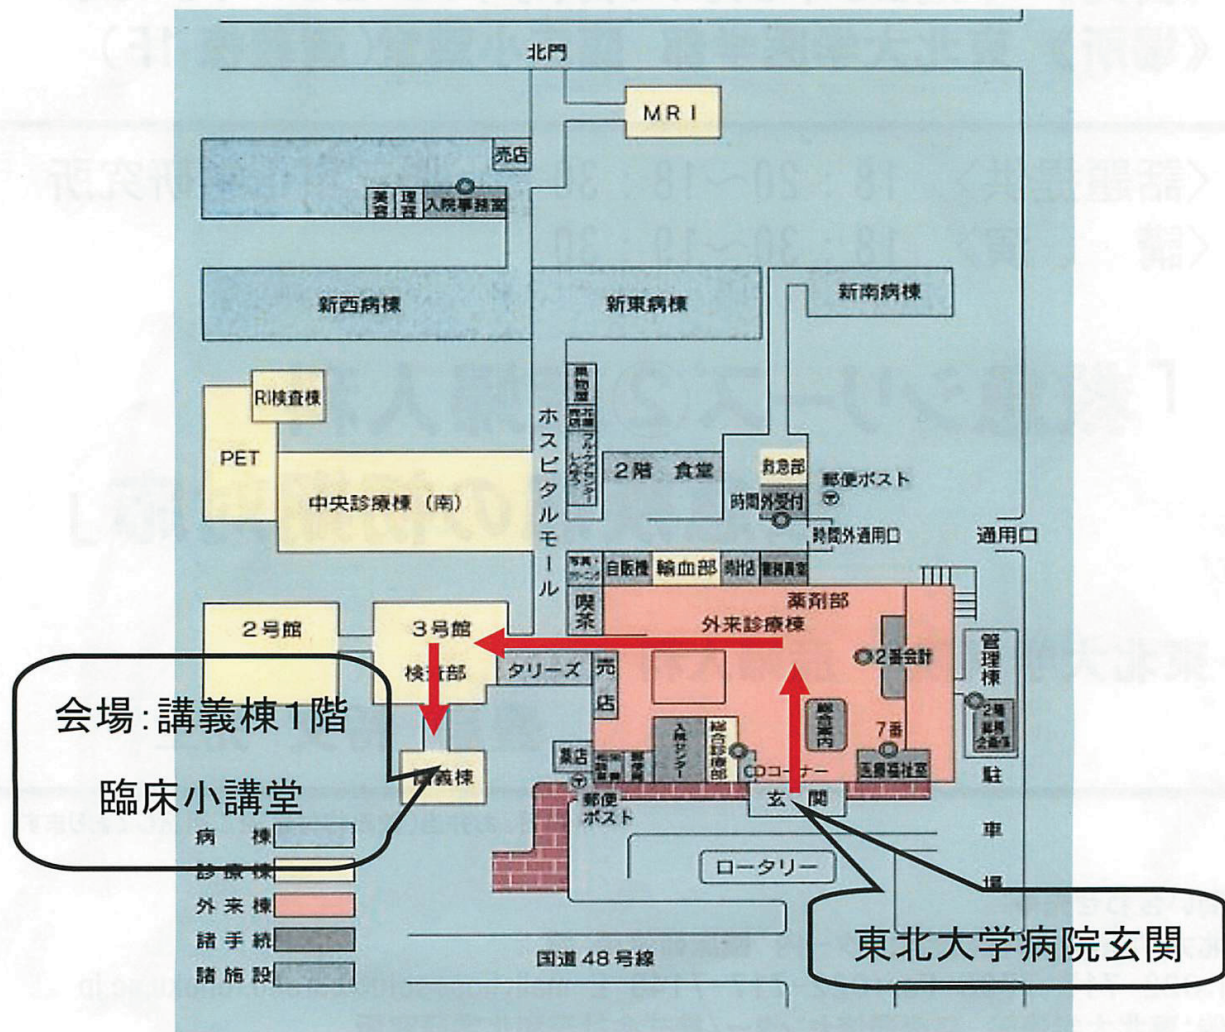 北門
MRI
売店
美容
理容
入院事務室
新西病棟
新東病棟
新南病棟
RI検査棟
PET
中央診療棟（南）
ホスピタルモール
果物屋
売店
2階 食堂
救急部
時間外受付
郵便ポスト
時間外通用口
通用口
自販機
輸血部
時計店
喫茶
薬剤部
外来診療棟
2号館
3号館
検査部
タリーズ
売店
2番会計
管理棟
総合案内
7番
入院センター
総合診療部
医療福祉室
CDコーナー
玄関
薬店
郵便ポスト
義棟
駐車場
ロータリー
国道48号線
会場:講義棟1階
臨床小講堂
東北大学病院玄関
病棟
診療棟
外来棟
諸手続
諸施設